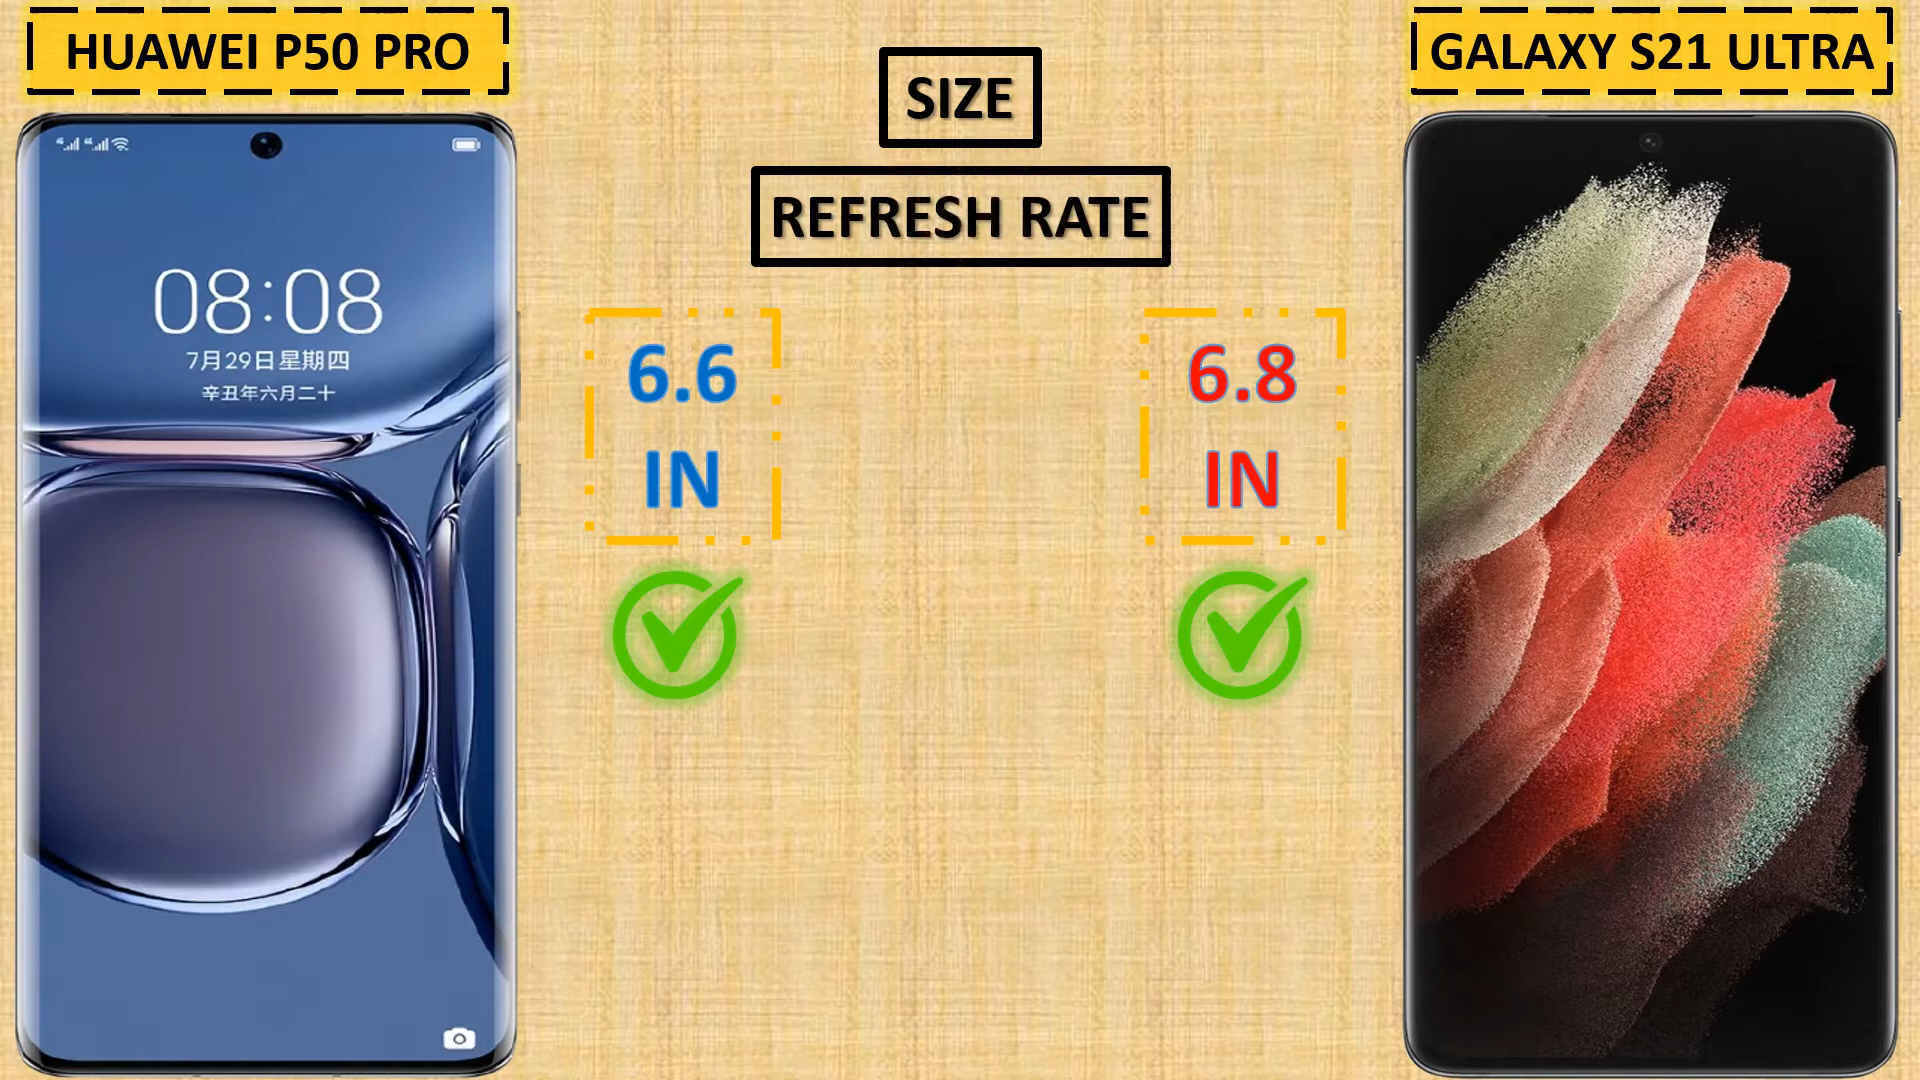 HUAWEI P50 PRO
GALAXY S21 ULTRA
SIZE
REFRESH RATE
08:08
7月29日星期四
辛丑年六月二十
6.6
IN
6.8
IN